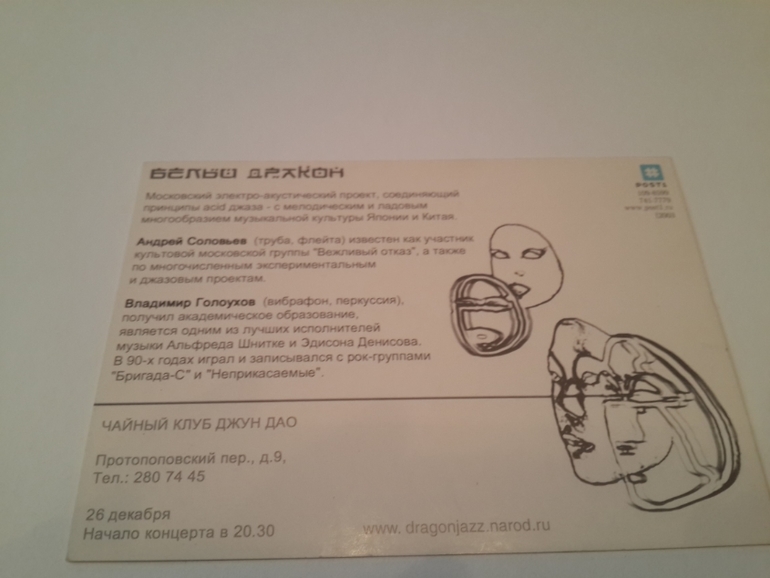 БЕЛЫЙ ДРАКОН
Московский электро-акустический проект, соединяющий
принципы acid джаза - с мелодическим и ладовым
многообразием музыкальной культуры Японии и Китая.
Андрей Соловьев (труба, флейта) известен как участник
культовой московской группы "Вежливый отказ", а также
по многочисленным экспериментальным
и джазовым проектам.
Владимир Голоухов (вибрафон, перкуссия),
получил академическое образование,
является одним из лучших исполнителей
музыки Альфреда Шнитке и Эдисона Денисова.
В 90-х годах играл и записывался с рок-группами
"Бригада-С" и "Неприкасаемые".
ЧАЙНЫЙ КЛУБ ДЖУН ДАО
Протопоповский пер., д.9,
Тел.: 280 74 45
26 декабря
Начало концерта в 20.30
www. dragonjazz.narod.ru
POST1